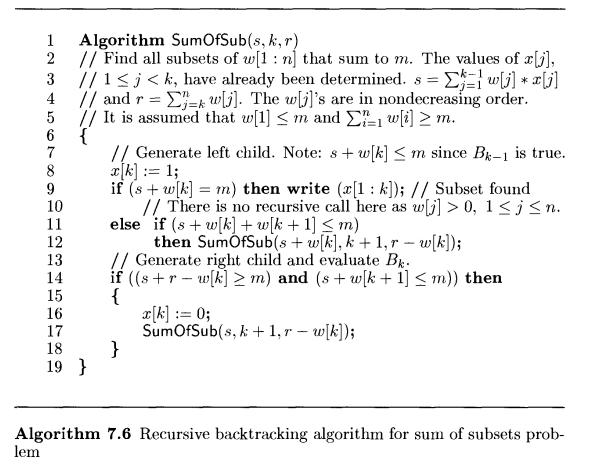 1 Algorithm SumOfSub(s, k, r)
2 // Find all subsets of w[1 : n] that sum to m. The values of x[j],
3 // 1 ≤ j < k, have already been determined. s = ∑_{j=1}^{k−1} w[j] * x[j]
4 // and r = ∑_{j=k}^{n} w[j]. The w[j]'s are in nondecreasing order.
5 // It is assumed that w[1] ≤ m and ∑_{i=1}^{n} w[i] ≥ m.
6 {
7 // Generate left child. Note: s + w[k] ≤ m since B_{k−1} is true.
8 x[k] := 1;
9 if (s + w[k] = m) then write (x[1 : k]); // Subset found
10 // There is no recursive call here as w[j] > 0, 1 ≤ j ≤ n.
11 else if (s + w[k] + w[k + 1] ≤ m)
12 then SumOfSub(s + w[k], k + 1, r − w[k]);
13 // Generate right child and evaluate B_k.
14 if ((s + r − w[k] ≥ m) and (s + w[k + 1] ≤ m)) then
15 {
16 x[k] := 0;
17 SumOfSub(s, k + 1, r − w[k]);
18 }
19 }
Algorithm 7.6 Recursive backtracking algorithm for sum of subsets prob-
lem